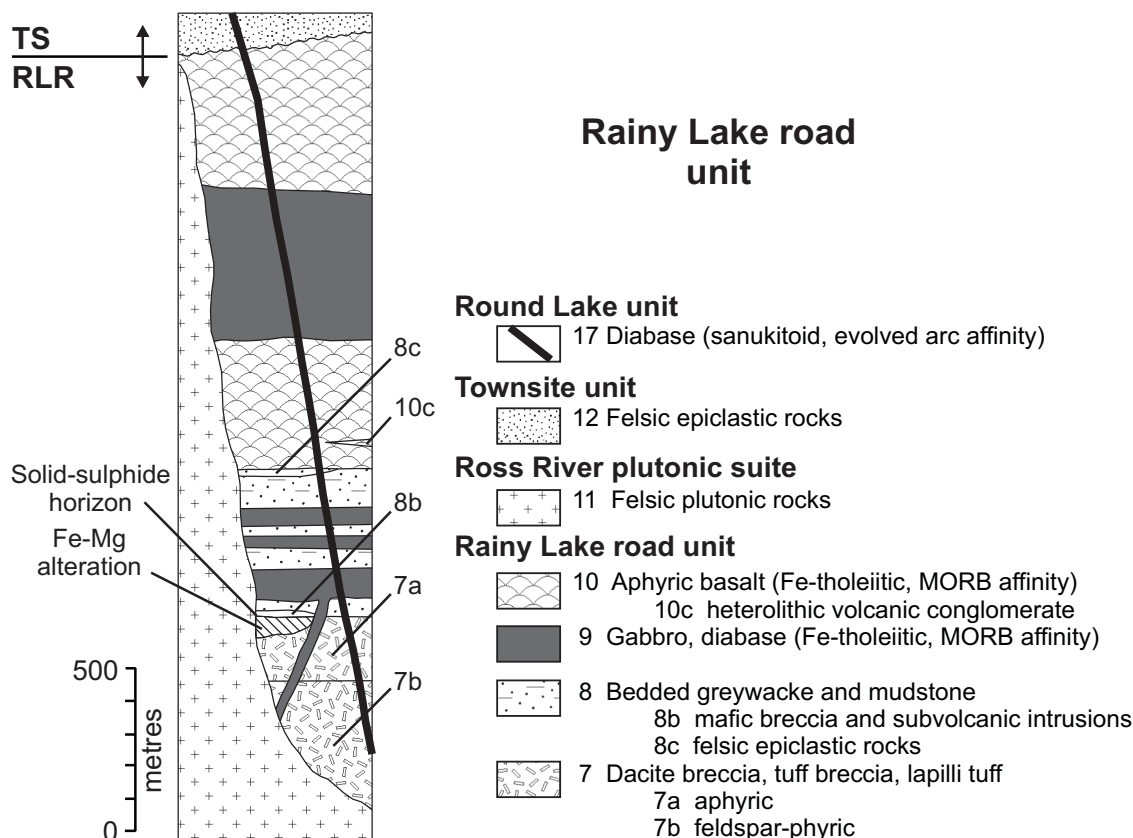 TS
RLR
Rainy Lake road
unit
8c
10c
Solid-sulphide
horizon
8b
Fe-Mg
alteration
7a
7b
500
metres
0
Round Lake unit
17 Diabase (sanukitoid, evolved arc affinity)
Townsite unit
12 Felsic epiclastic rocks
Ross River plutonic suite
11 Felsic plutonic rocks
Rainy Lake road unit
10 Aphyric basalt (Fe-tholeiitic, MORB affinity)
10c heterolithic volcanic conglomerate
9 Gabbro, diabase (Fe-tholeiitic, MORB affinity)
8 Bedded greywacke and mudstone
8b mafic breccia and subvolcanic intrusions
8c felsic epiclastic rocks
7 Dacite breccia, tuff breccia, lapilli tuff
7a aphyric
7b feldspar-phyric